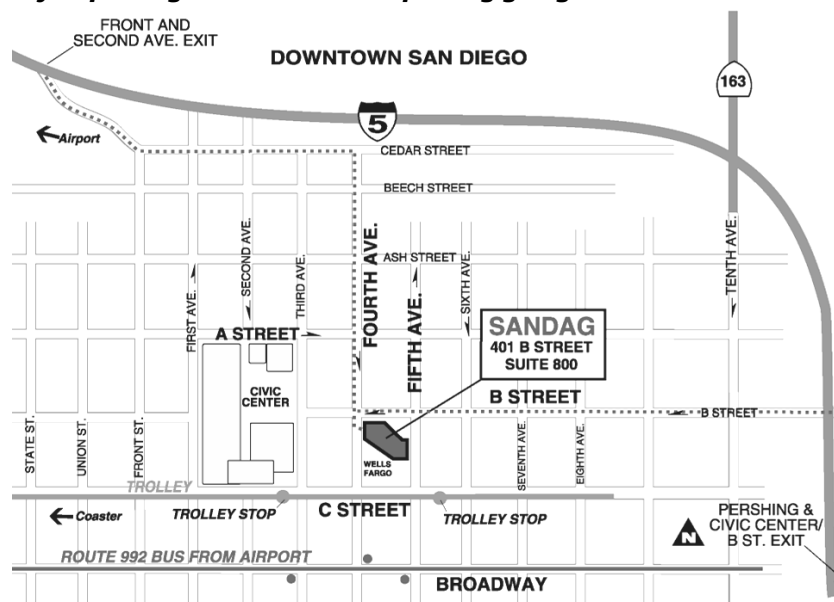 FRONT AND
SECOND AVE. EXIT
DOWNTOWN SAN DIEGO
163
5
Airport
CEDAR STREET
BEECH STREET
ASH STREET
FIRST AVE.
SECOND AVE.
THIRD AVE.
FOURTH AVE.
FIFTH AVE.
SIXTH AVE.
TENTH AVE.
A STREET
SANDAG
401 B STREET
SUITE 800
CIVIC
CENTER
B STREET
B STREET
STATE ST.
UNION ST.
FRONT ST.
SEVENTH AVE.
EIGHTH AVE.
WELLS
FARGO
TROLLEY
Coaster
TROLLEY STOP
C STREET
TROLLEY STOP
PERSHING &
CIVIC CENTER/
B ST. EXIT
N
ROUTE 992 BUS FROM AIRPORT
BROADWAY